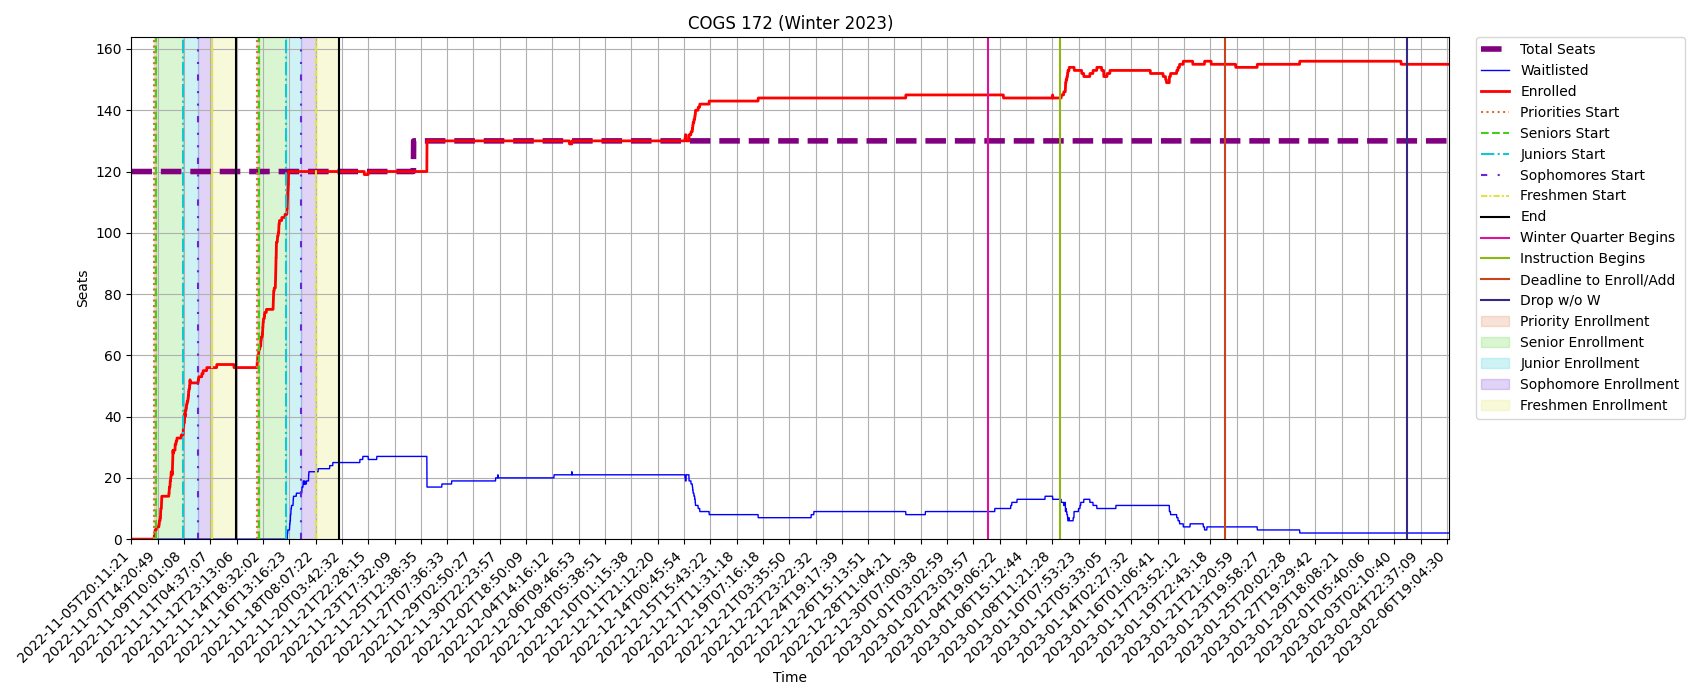 COGS 172 (Winter 2023)
Seats
160
140
120
100
80
60
40
20
0
2022-11-05T20:11:21
2022-11-07T14:20:49
2022-11-09T10:01:08
2022-11-11T04:37:07
2022-11-12T23:13:06
2022-11-14T18:32:02
2022-11-16T13:16:23
2022-11-18T08:07:22
2022-11-20T03:42:32
2022-11-21T22:28:15
2022-11-23T17:32:09
2022-11-25T12:38:35
2022-11-27T07:36:33
2022-11-29T02:50:27
2022-11-30T22:23:57
2022-12-02T18:50:09
2022-12-04T14:16:12
2022-12-06T09:46:53
2022-12-08T05:38:51
2022-12-10T01:15:38
2022-12-11T21:12:20
2022-12-14T00:45:54
2022-12-15T15:43:22
2022-12-17T11:31:18
2022-12-19T07:16:18
2022-12-21T03:35:50
2022-12-22T23:22:32
2022-12-24T19:17:39
2022-12-26T15:13:51
2022-12-28T11:04:21
2022-12-30T07:00:38
2023-01-01T03:02:59
2023-01-02T23:03:57
2023-01-04T19:06:22
2023-01-06T15:12:44
2023-01-08T11:21:28
2023-01-10T07:53:23
2023-01-12T05:33:05
2023-01-14T02:27:32
2023-01-16T01:06:41
2023-01-17T23:52:12
2023-01-19T22:43:18
2023-01-21T21:20:59
2023-01-23T19:58:27
2023-01-25T20:02:28
2023-01-27T19:29:42
2023-01-29T18:08:21
2023-02-01T05:40:06
2023-02-03T02:10:40
2023-02-04T22:37:09
2023-02-06T19:04:30
Time
Total Seats
Waitlisted
Enrolled
Priorities Start
Seniors Start
Juniors Start
Sophomores Start
Freshmen Start
End
Winter Quarter Begins
Instruction Begins
Deadline to Enroll/Add
Drop w/o W
Priority Enrollment
Senior Enrollment
Junior Enrollment
Sophomore Enrollment
Freshmen Enrollment